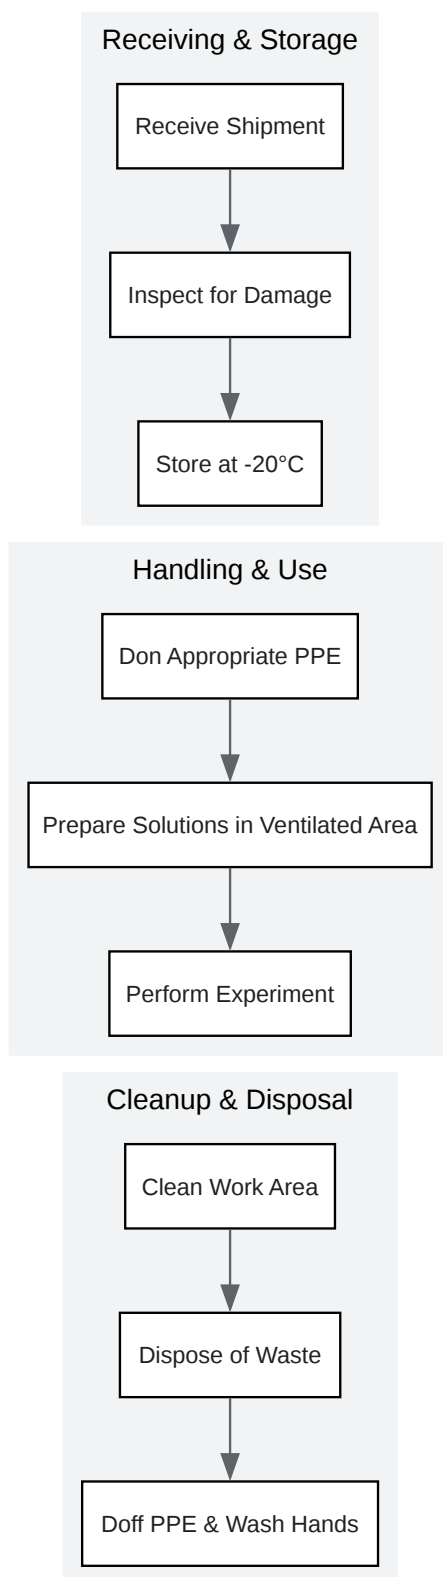 Receiving & Storage
Receive Shipment
Inspect for Damage
Store at -20°C
Handling & Use
Don Appropriate PPE
Prepare Solutions in Ventilated Area
Perform Experiment
Cleanup & Disposal
Clean Work Area
Dispose of Waste
Doff PPE & Wash Hands